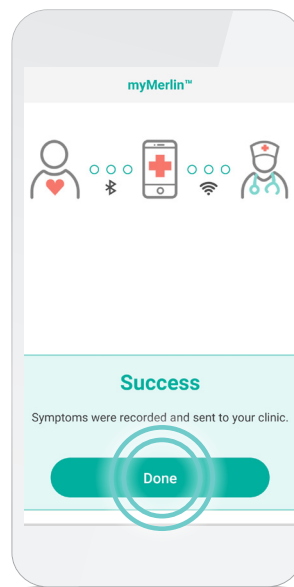 myMerlin™
Success
Symptoms were recorded and sent to your clinic.
Done